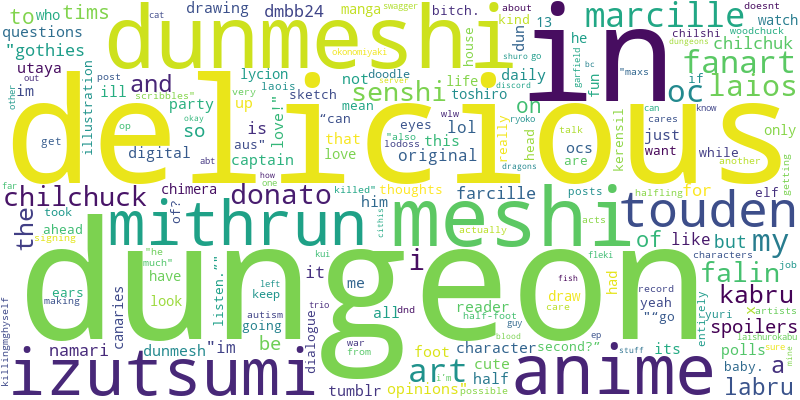 cat
swagger
about
doesnt
to
who
tims
drawing
dmbb24
manga
bitch.
kind
13
marcille
watch
questions
okonomiyaki
house
dun
he
woodchuck
dunmeshi
in
"gothies
utaya
out
post
lycion
doodle
shuro
go
bc
garfield
chilshi
dungeons
chilchuk
if
and
not
life
daily
fun
"maxs
fanart
im
ill
laois
senshi
toshiro
on
oc
laios
illustration
scribbles"
very
up
sketch
mean
server
discord
party
love!"
other
op
okay
"can
"also
wlw
can
know
get
so
is
eyes
lol
really
head
ocs
just
cares
only
delicious
digital
abt
aus"
that
this
lodoss
ryoko
talk
are
kerensil
want
while
another
captain
love
original
dragons
far
how
one
chimera
killed"
thoughts
farcille
posts
halfling
for
elf
getting
chilchuck
donato
him
acts
the
took
of?
mithrun
meshi
touden
ahead
signing
cithis
actually
of
like
but
my
kui
i
fleki
characters
job
dungeon
"he
much"
listen.""
it
me
had
fish
falin
ears
have
left
keep
reader
draw
care
record
yeah
""go
kabru
making
canaries
look
autism
going
all
dnd
half-foot
guy
entirely
yuri
artists
killingmghyself
namari
trio
blood
ep
its
spoilers
laishurokabu
dunmesh
"im
be
dialogue
war
from
foot
character
second?"
polls
sure
izutsumi
art
cute
half
anime
stuff
baby.
a
mine
tumblr
opinions"
i'm
possible
labru